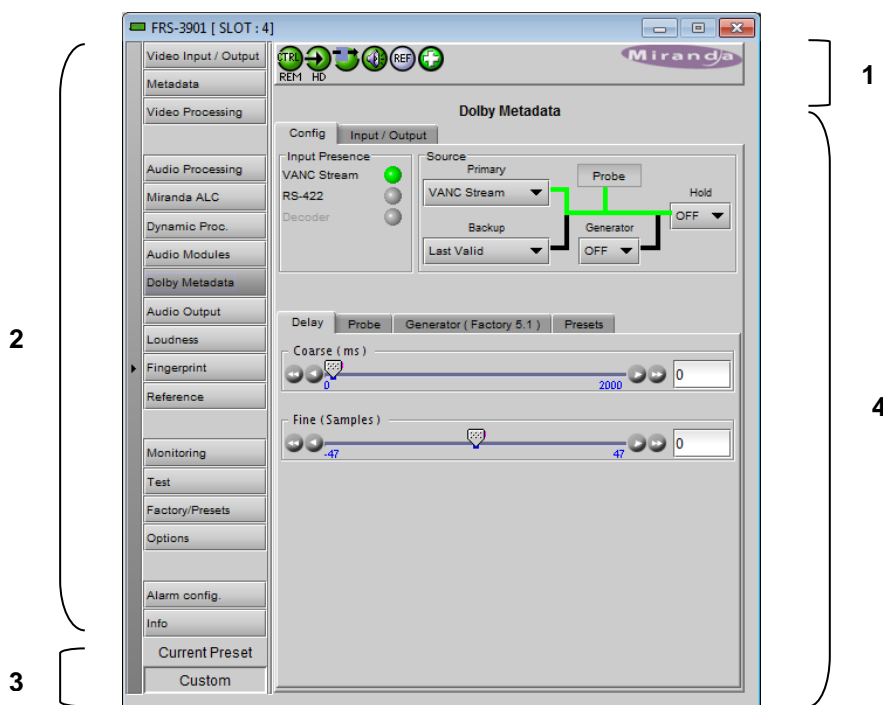 FRS-3901 [ SLOT : 4]
1
2
3
4
Video Input / Output
Metadata
Video Processing
Audio Processing
Miranda ALC
Dynamic Proc.
Audio Modules
Dolby Metadata
Audio Output
Loudness
Fingerprint
Reference
Monitoring
Test
Factory/Presets
Options
Alarm config.
Info
Current Preset
Custom
CTRL
REF
REM HD
Miranda
Dolby Metadata
Config Input / Output
Input Presence
VANC Stream
RS-422
Decoder
Source
Primary
VANC Stream
Probe
Hold
OFF
Backup
Last Valid
Generator
OFF
Delay Probe Generator ( Factory 5.1 ) Presets
Coarse ( ms )
0 2000
0
Fine (Samples )
-47 47
0